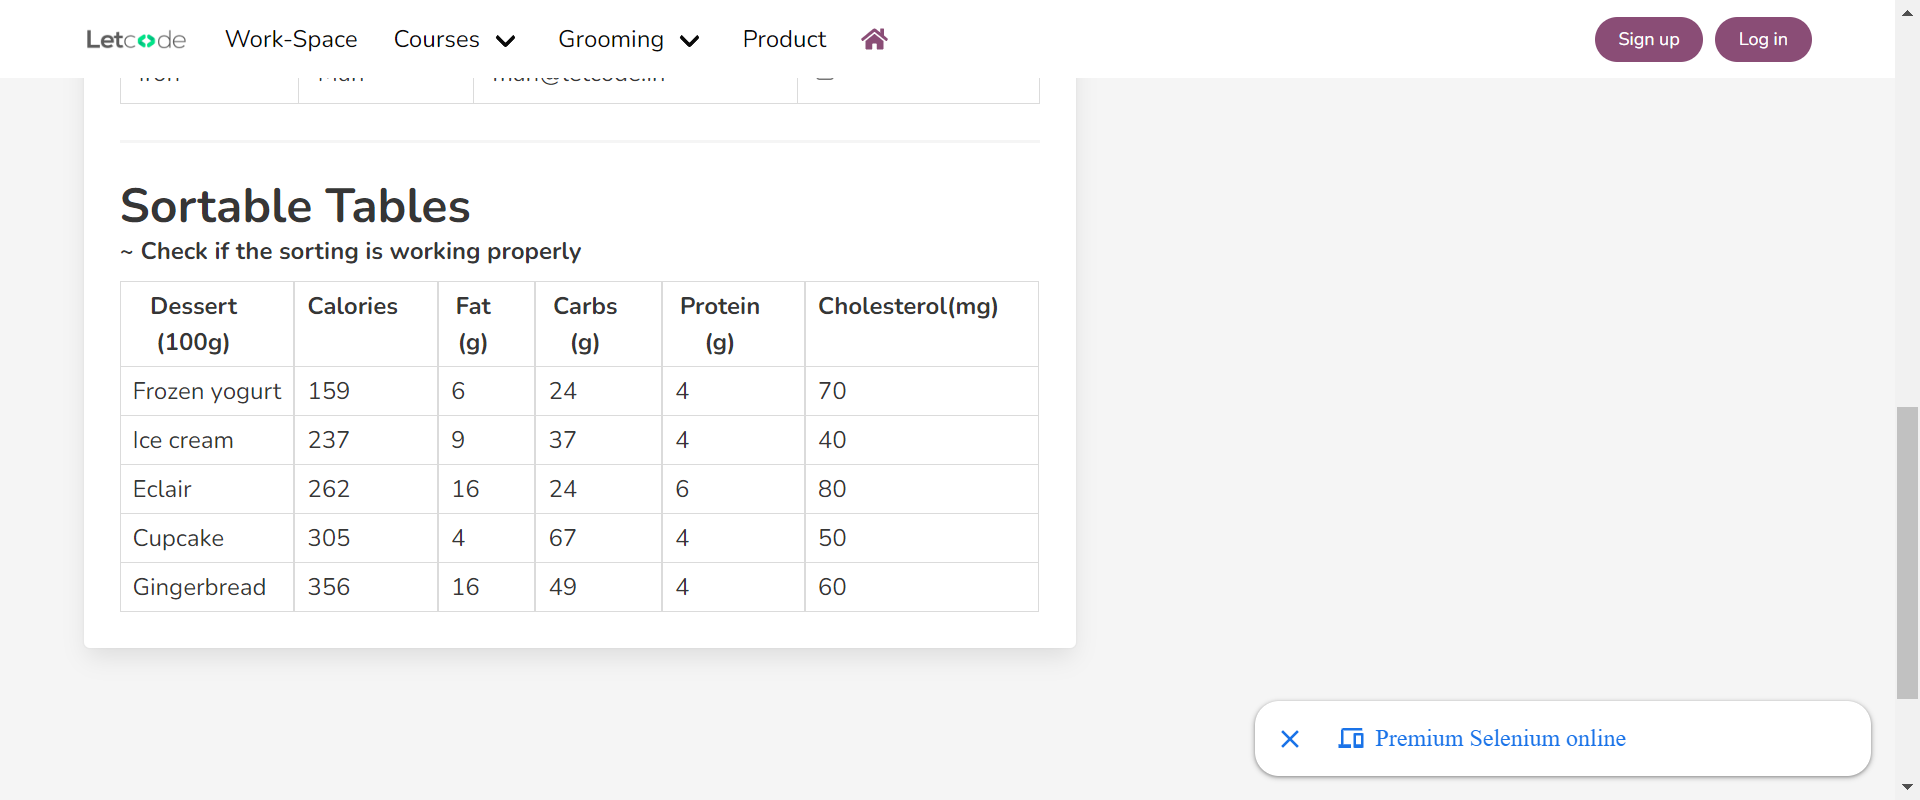 Letcode Work-Space Courses Grooming Product Sign up Log in
Sortable Tables
~ Check if the sorting is working properly
Dessert (100g) Calories Fat (g) Carbs (g) Protein (g) Cholesterol(mg)
Frozen yogurt 159 6 24 4 70
Ice cream 237 9 37 4 40
Eclair 262 16 24 6 80
Cupcake 305 4 67 4 50
Gingerbread 356 16 49 4 60
Premium Selenium online